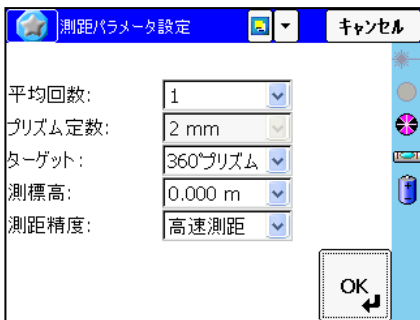 測距パラメータ設定 キャンセル
平均回数: 1
プリズム定数: 2 mm
ターゲット: 360°プリズム
測標高: 0.000 m
測距精度: 高速測距
OK